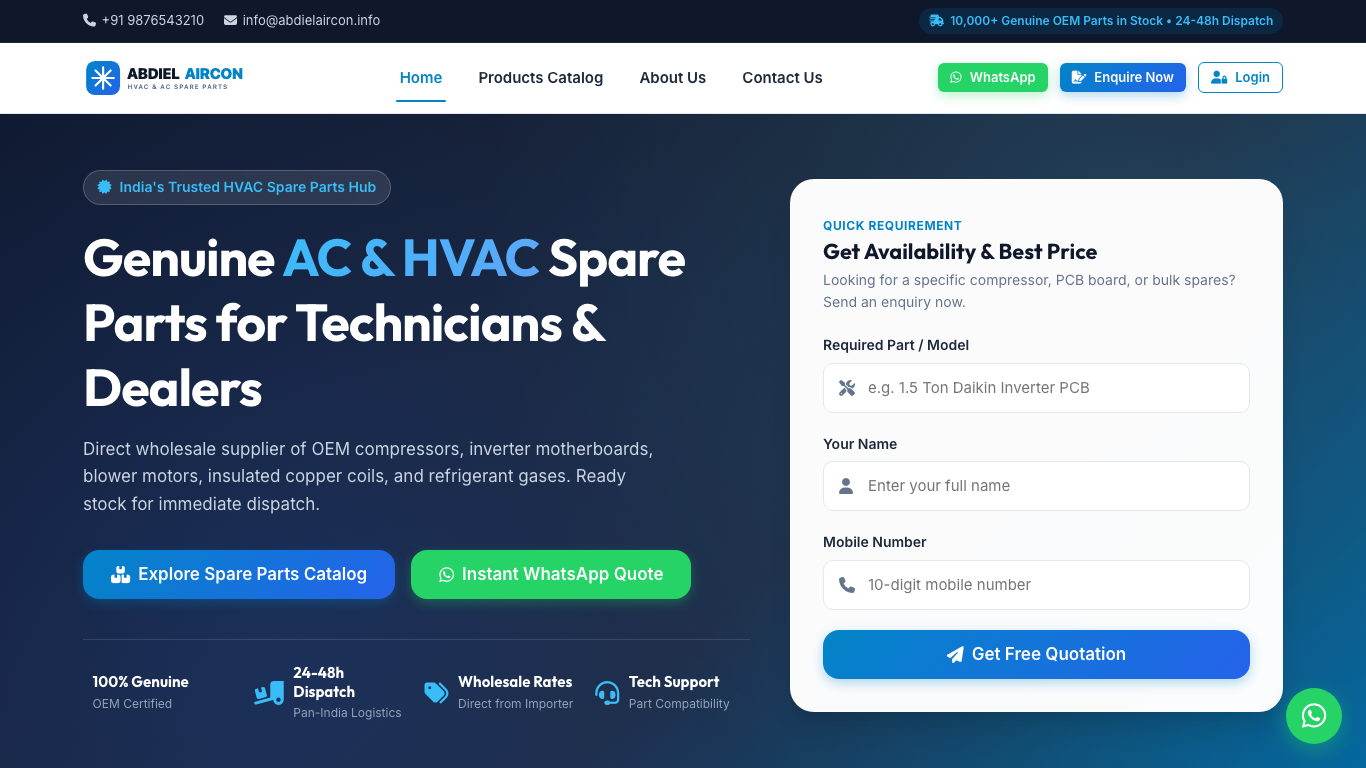 +91 9876543210
info@abdielaircon.info
10,000+ Genuine OEM Parts in Stock • 24-48h Dispatch
ABDIEL AIRCON
HVAC & AC SPARE PARTS
Home
Products Catalog
About Us
Contact Us
WhatsApp
Enquire Now
Login
India's Trusted HVAC Spare Parts Hub
Genuine AC & HVAC Spare
Parts for Technicians &
Dealers
Direct wholesale supplier of OEM compressors, inverter motherboards,
blower motors, insulated copper coils, and refrigerant gases. Ready
stock for immediate dispatch.
Explore Spare Parts Catalog
Instant WhatsApp Quote
100% Genuine
OEM Certified
24-48h
Dispatch
Pan-India Logistics
Wholesale Rates
Direct from Importer
Tech Support
Part Compatibility
QUICK REQUIREMENT
Get Availability & Best Price
Looking for a specific compressor, PCB board, or bulk spares?
Send an enquiry now.
Required Part / Model
e.g. 1.5 Ton Daikin Inverter PCB
Your Name
Enter your full name
Mobile Number
10-digit mobile number
Get Free Quotation